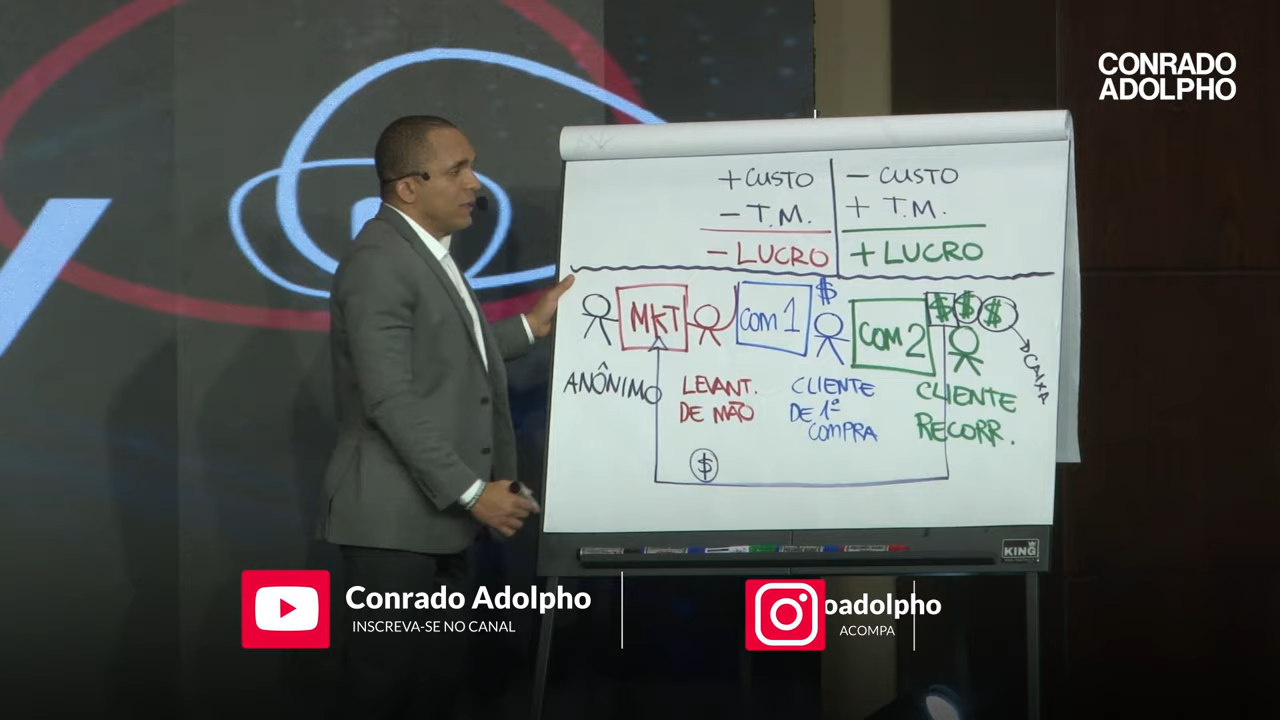 CONRADO
ADOLPHO
+ CUSTO
- T.M.
- LUCRO
- CUSTO
+ T.M.
+ LUCRO
MKT
COM 1
$
COM 2
$ $ $
CAIXA
ANÔNIMO
LEVANT.
DE MÃO
CLIENTE
DE 1ª
COMPRA
CLIENTE
RECORR.
$
KING
Conrado Adolpho
INSCREVA-SE NO CANAL
oadolpho
ACOMPA